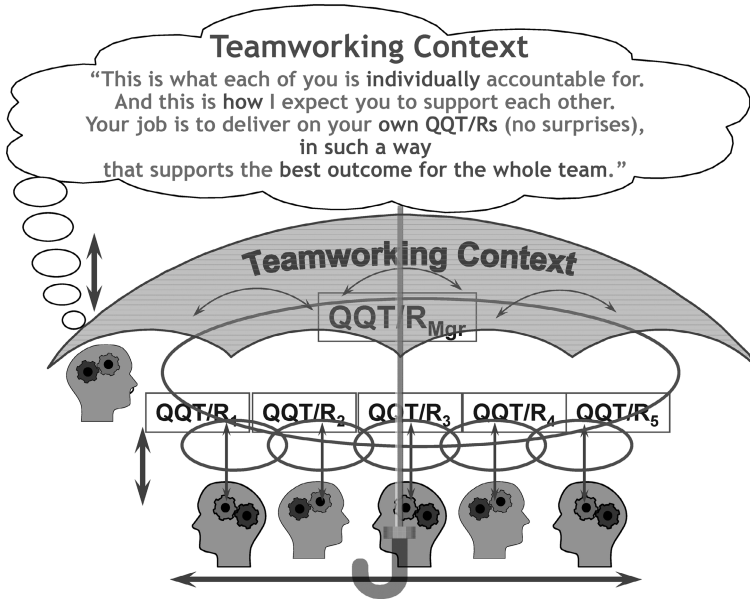 Teamworking Context
“This is what each of you is individually accountable for.
And this is how I expect you to support each other.
Your job is to deliver on your own QQT/Rs (no surprises),
in such a way
that supports the best outcome for the whole team.”
Teamworking Context
QQT/RMgr
QQT/R1 QQT/R2 QQT/R3 QQT/R4 QQT/R5